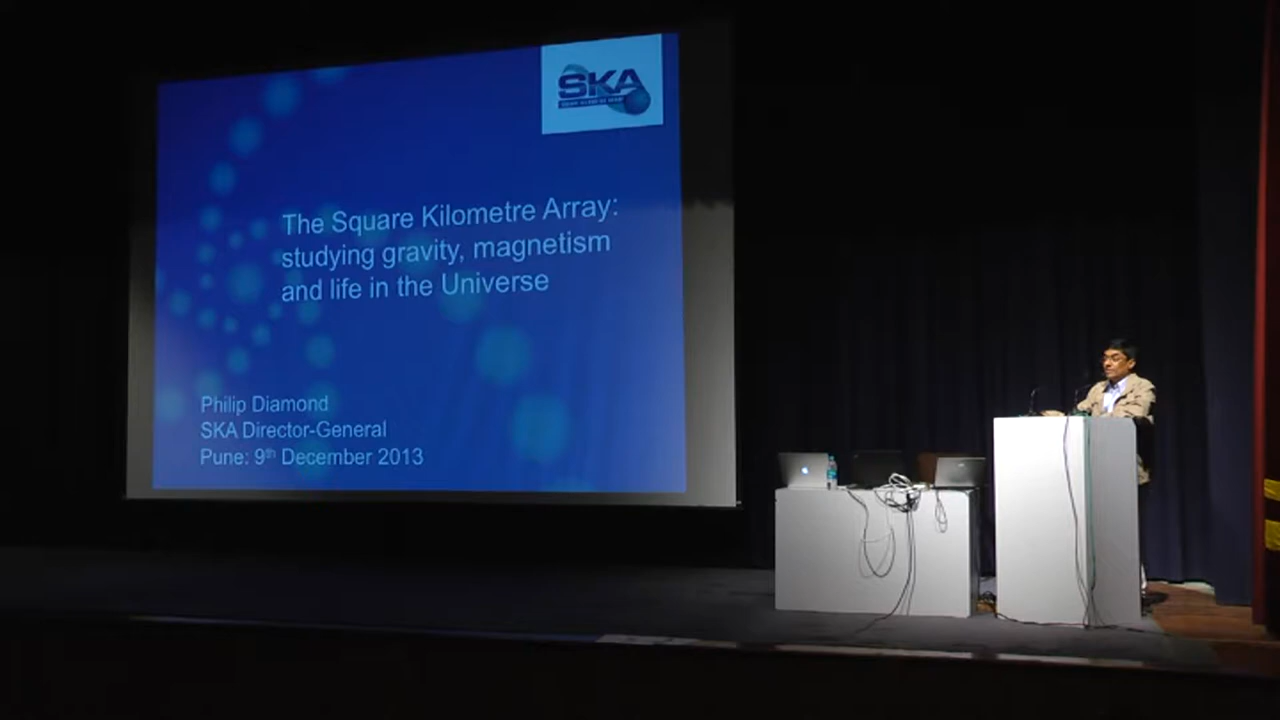 SKA
The Square Kilometre Array:
studying gravity, magnetism
and life in the Universe
Philip Diamond
SKA Director-General
Pune: 9th December 2013